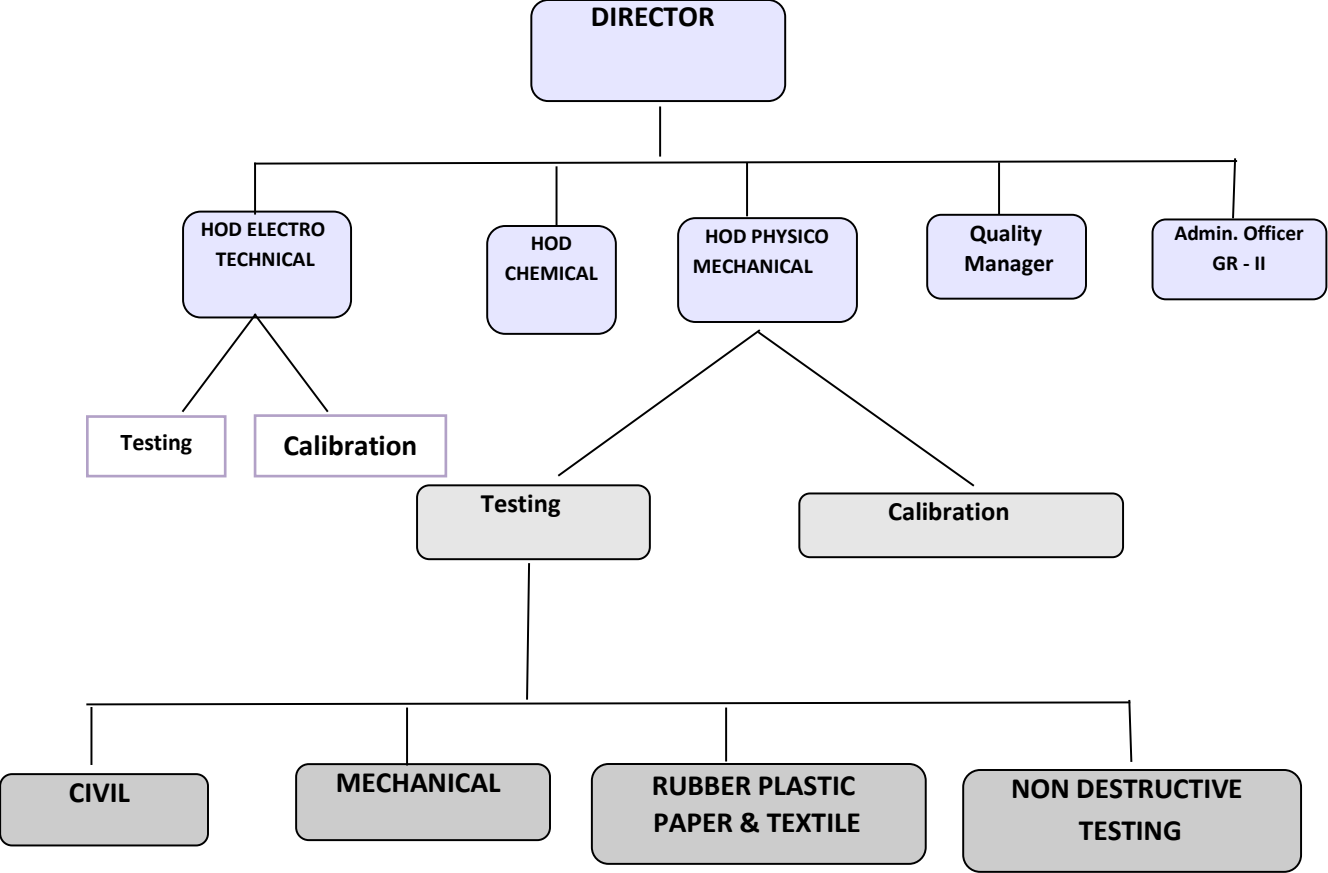 DIRECTOR
HOD ELECTRO
TECHNICAL
HOD
CHEMICAL
HOD PHYSICO
MECHANICAL
Quality
Manager
Admin. Officer
GR - II
Testing
Calibration
Testing
Calibration
CIVIL
MECHANICAL
RUBBER PLASTIC
PAPER & TEXTILE
NON DESTRUCTIVE
TESTING